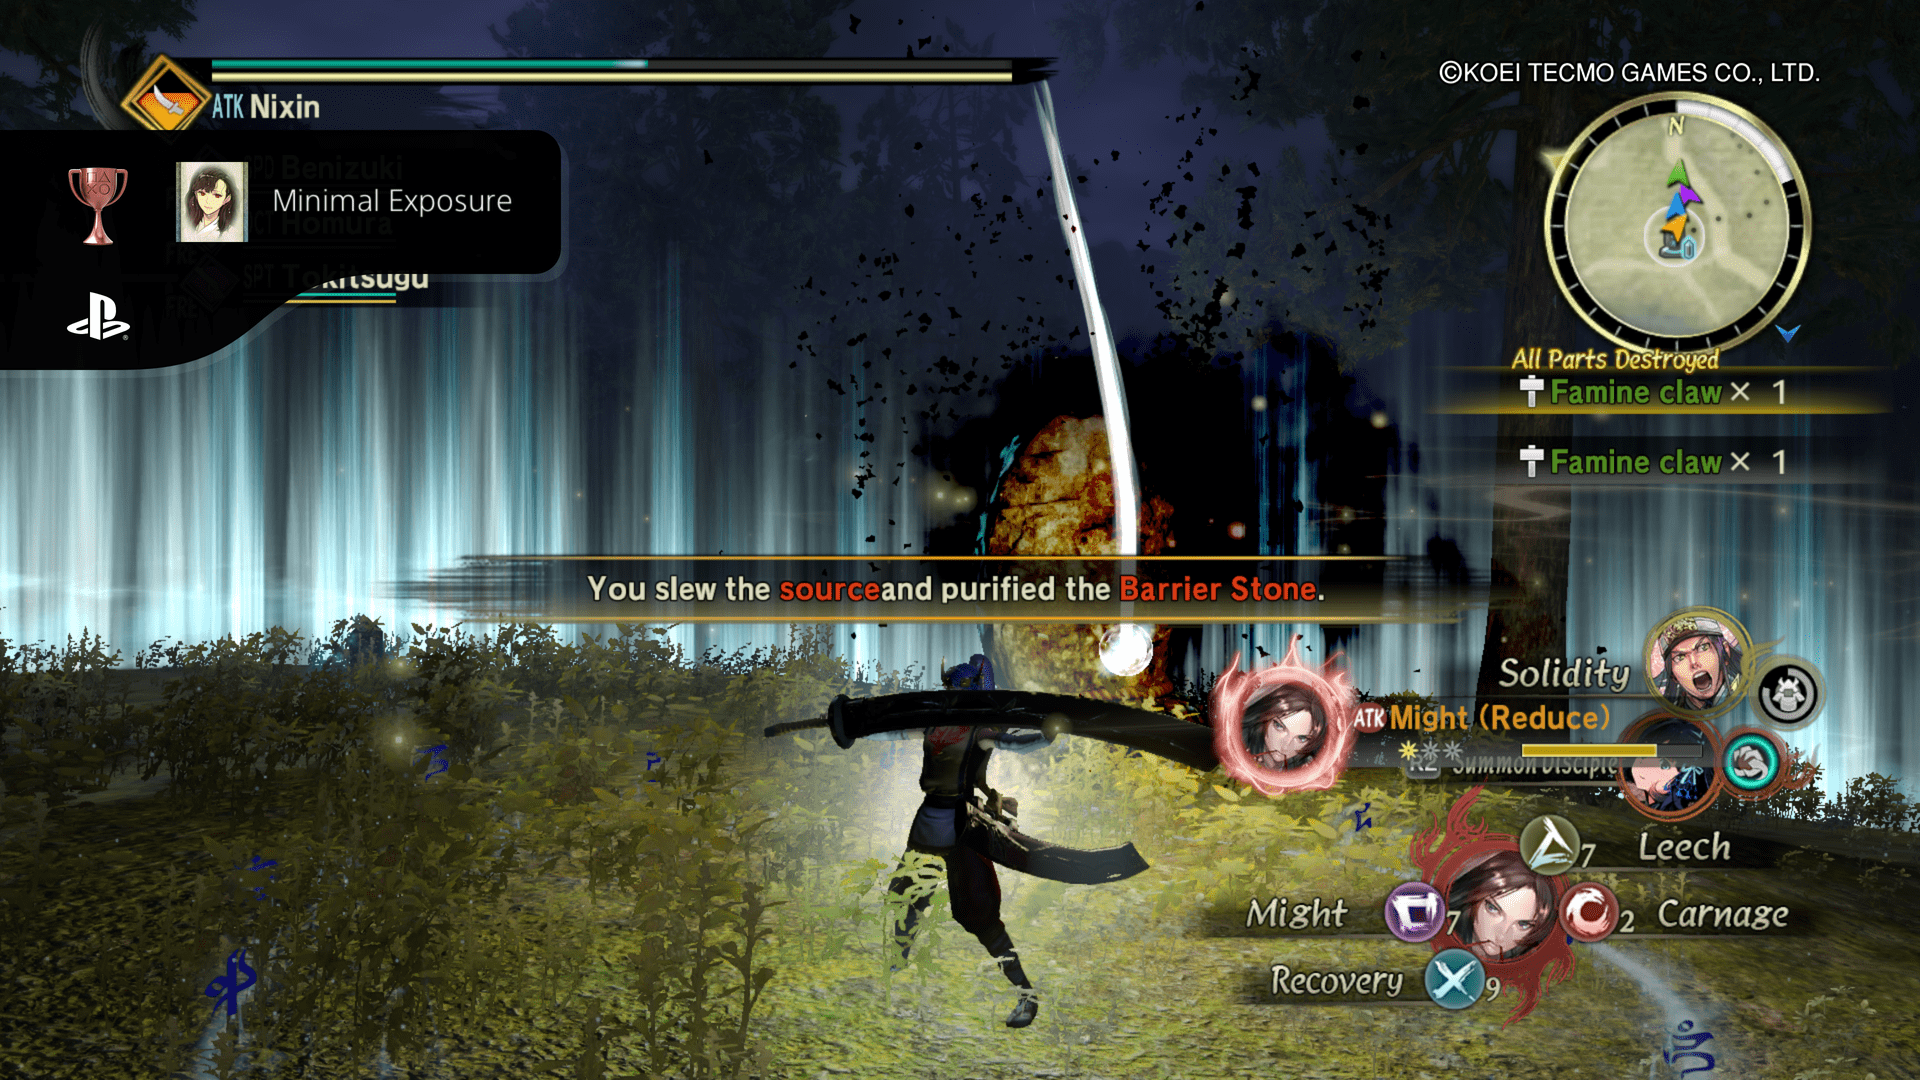 ©KOEI TECMO GAMES CO., LTD.
N
ATK Nixin
SPD Benizuki
Minimal Exposure
Homura
SPT Tokitsugu
All Parts Destroyed
Famine claw × 1
Famine claw × 1
You slew the sourceand purified the Barrier Stone.
Solidity
ATK Might (Reduce)
R2 Summon Disciple
7 Leech
Might 7
2 Carnage
Recovery 9